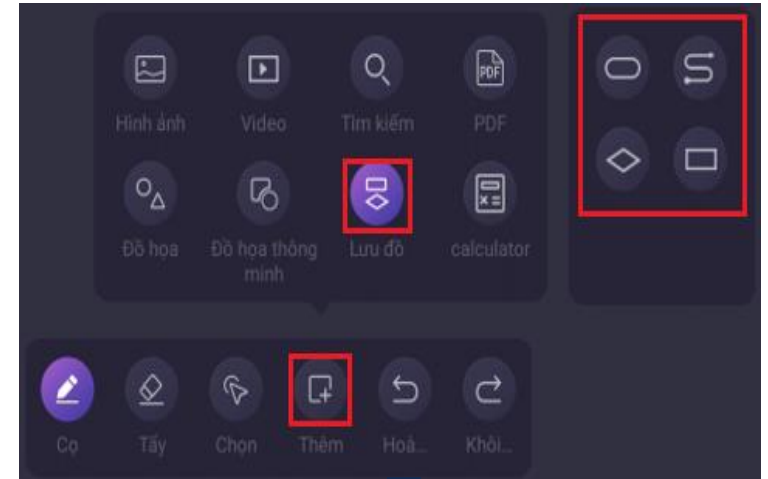 Hình ảnh
Video
Tìm kiếm
PDF
PDF
Đồ họa
Đồ họa thông
minh
Lưu đồ
calculator
Cọ
Tẩy
Chọn
Thêm
Hoà...
Khôi...